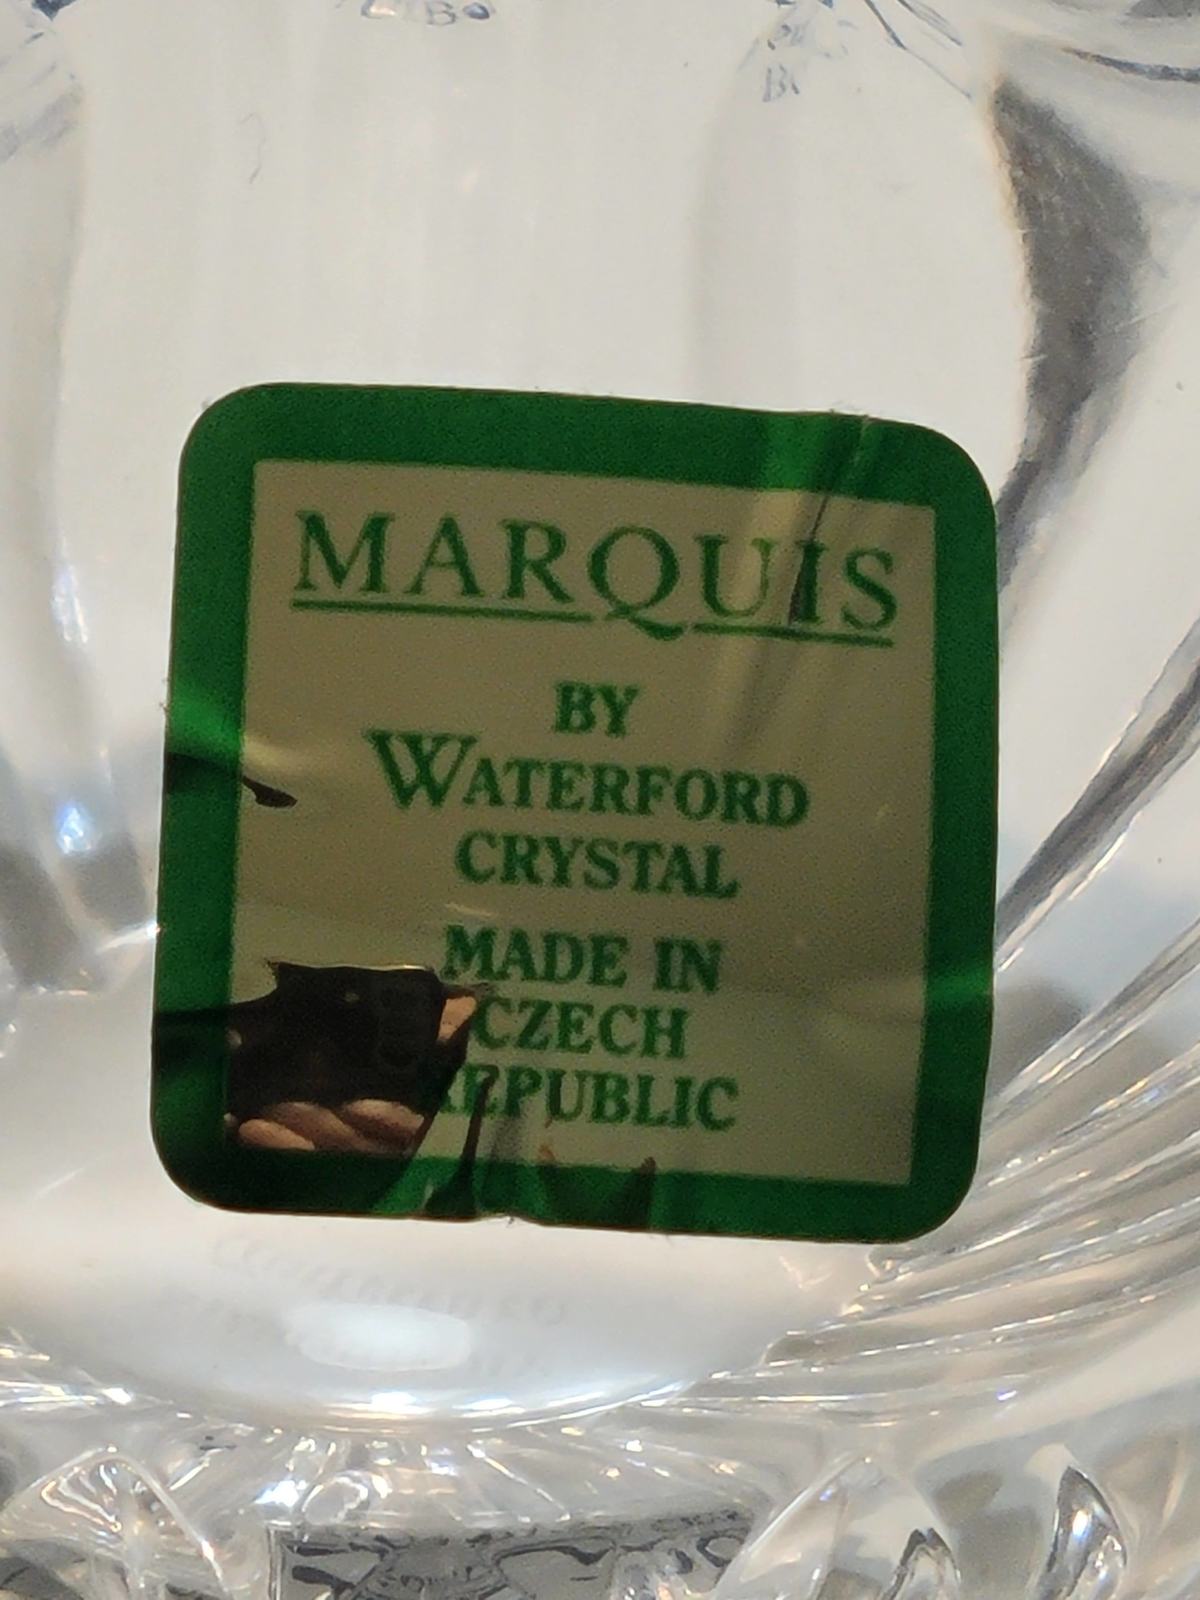 MARQUIS
BY
WATERFORD
CRYSTAL
MADE IN
CZECH
REPUBLIC